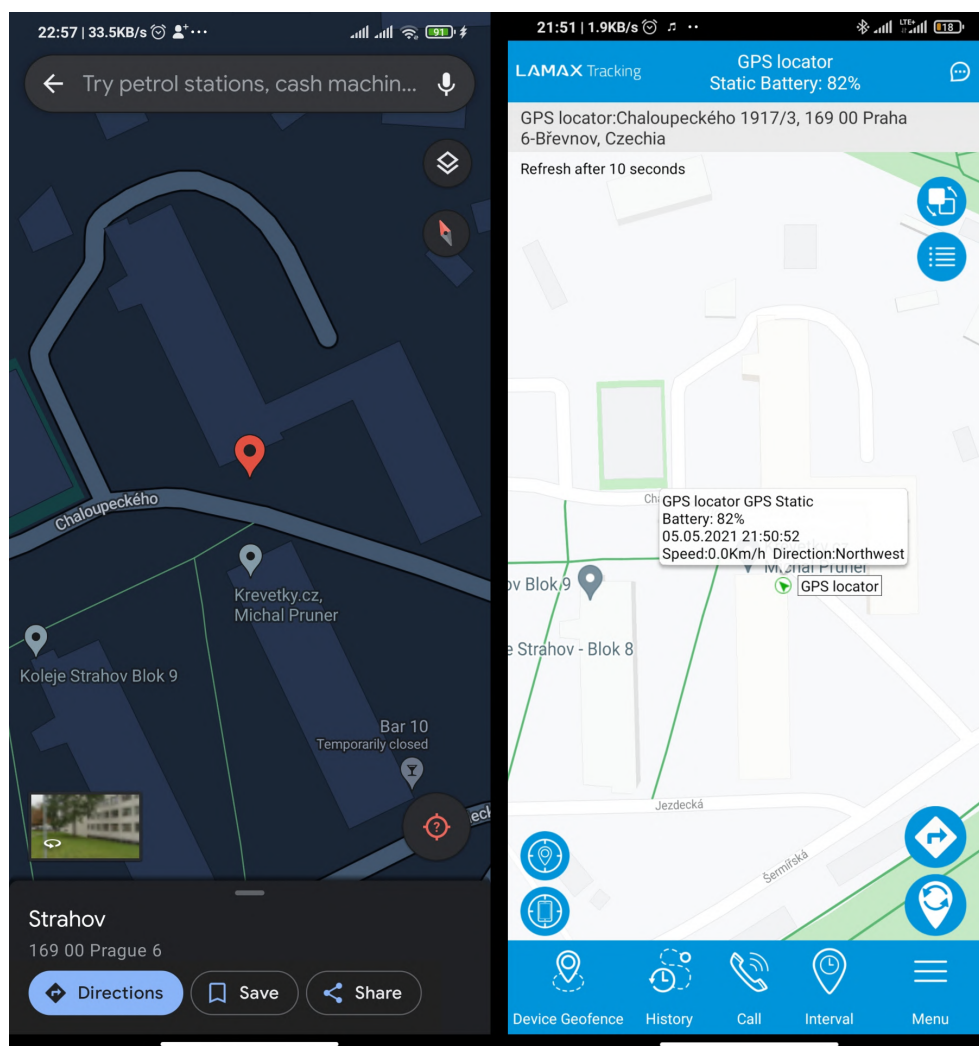 22:57 | 33.5KB/s
91
Try petrol stations, cash machin...
Chaloupeckého
Krevetky.cz,
Michal Pruner
Koleje Strahov Blok 9
Bar 10
Temporarily closed
Strahov
169 00 Prague 6
Directions
Save
Share
21:51 | 1.9KB/s
LTE+
18
LAMAX Tracking
GPS locator
Static Battery: 82%
GPS locator:Chaloupeckého 1917/3, 169 00 Praha
6-Břevnov, Czechia
Refresh after 10 seconds
GPS locator GPS Static
Battery: 82%
05.05.2021 21:50:52
Speed:0.0Km/h Direction:Northwest
Michal Pruner
GPS locator
Blok 9
Strahov - Blok 8
Jezdecká
Šermířská
Device Geofence
History
Call
Interval
Menu